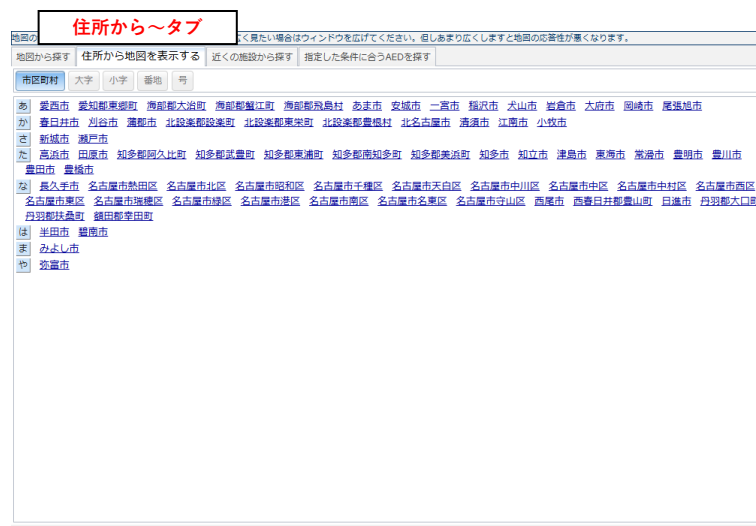 住所から～タブ
地図の
く見たい場合はウィンドウを広げてください。但しあまり広くしますと地図の応答性が悪くなります。
地図から探す 住所から地図を表示する 近くの施設から探す 指定した条件に合うAEDを探す
市区町村 大字 小字 番地 号
あ 愛西市 愛知郡東郷町 海部郡大治町 海部郡蟹江町 海部郡飛島村 あま市 安城市 一宮市 稲沢市 犬山市 岩倉市 大府市 岡崎市 尾張旭市
か 春日井市 刈谷市 蒲郡市 北設楽郡設楽町 北設楽郡東栄町 北設楽郡豊根村 北名古屋市 清須市 江南市 小牧市
さ 新城市 瀬戸市
た 高浜市 田原市 知多郡阿久比町 知多郡武豊町 知多郡東浦町 知多郡南知多町 知多郡美浜町 知多市 知立市 津島市 東海市 常滑市 豊明市 豊川市
豊田市 豊橋市
な 長久手市 名古屋市熱田区 名古屋市北区 名古屋市昭和区 名古屋市千種区 名古屋市天白区 名古屋市中川区 名古屋市中区 名古屋市中村区 名古屋市西区
名古屋市東区 名古屋市瑞穂区 名古屋市緑区 名古屋市港区 名古屋市南区 名古屋市名東区 名古屋市守山区 西尾市 西春日井郡豊山町 日進市 丹羽郡大口町
丹羽郡扶桑町 額田郡幸田町
は 半田市 碧南市
ま みよし市
や 弥富市